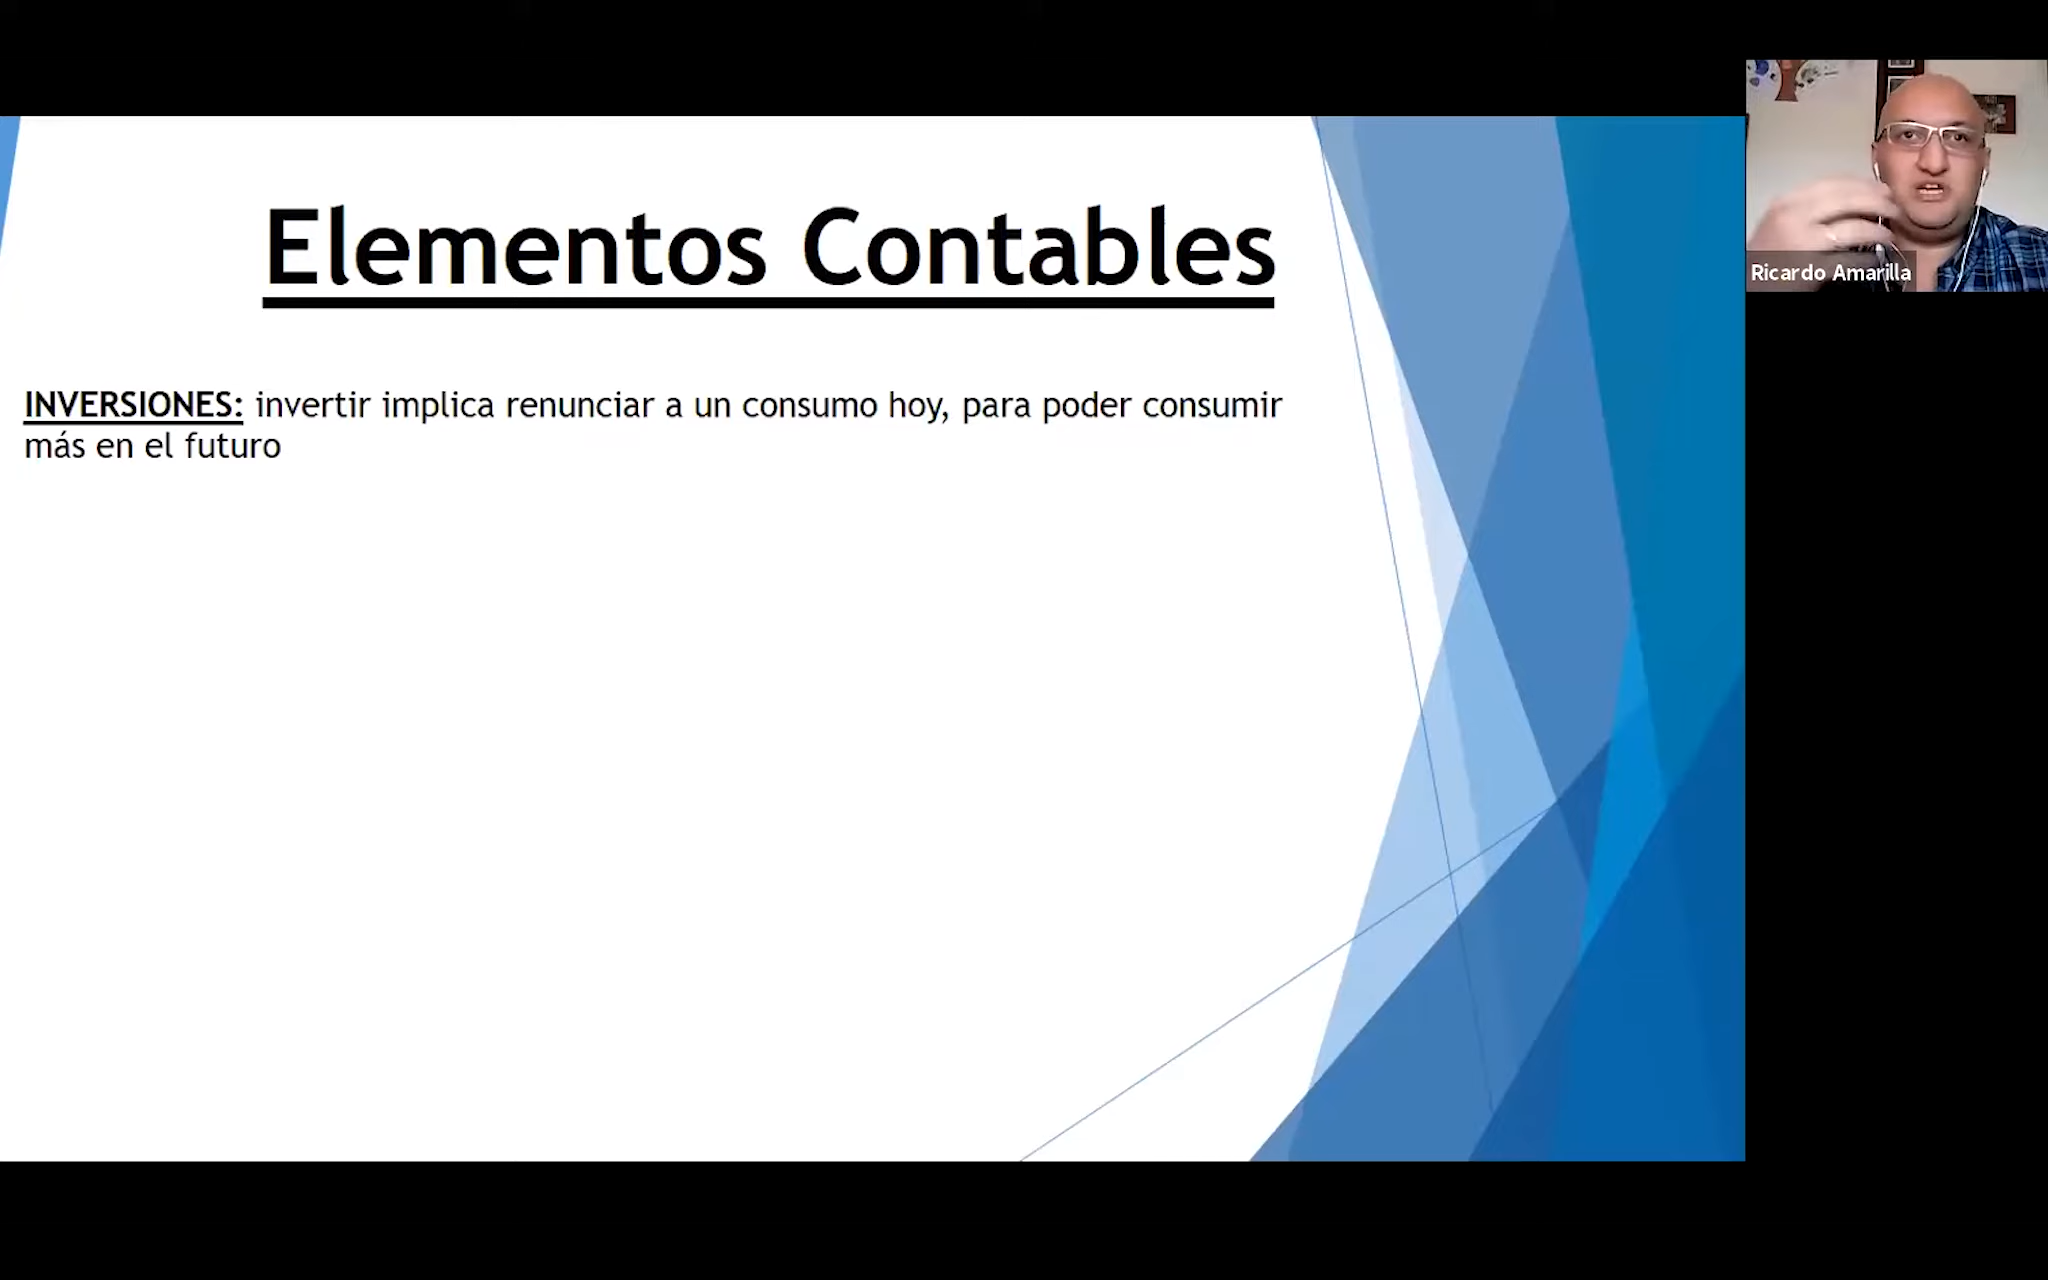 Elementos Contables
INVERSIONES: invertir implica renunciar a un consumo hoy, para poder consumir
más en el futuro
Ricardo Amarilla